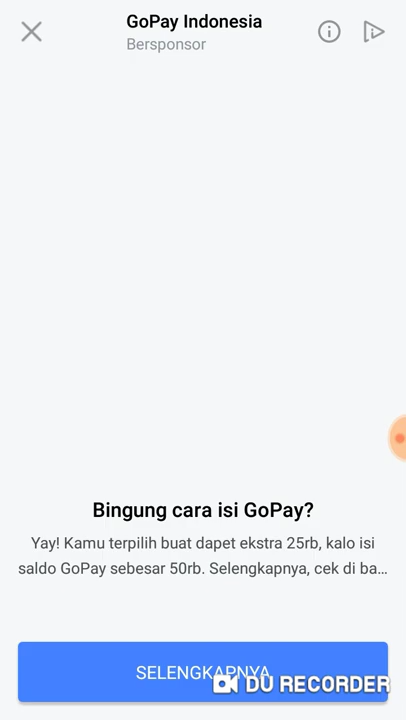 GoPay Indonesia
Bersponsor
Bingung cara isi GoPay?
Yay! Kamu terpilih buat dapet ekstra 25rb, kalo isi
saldo GoPay sebesar 50rb. Selengkapnya, cek di ba...
SELENGKAPNYA
DU RECORDER